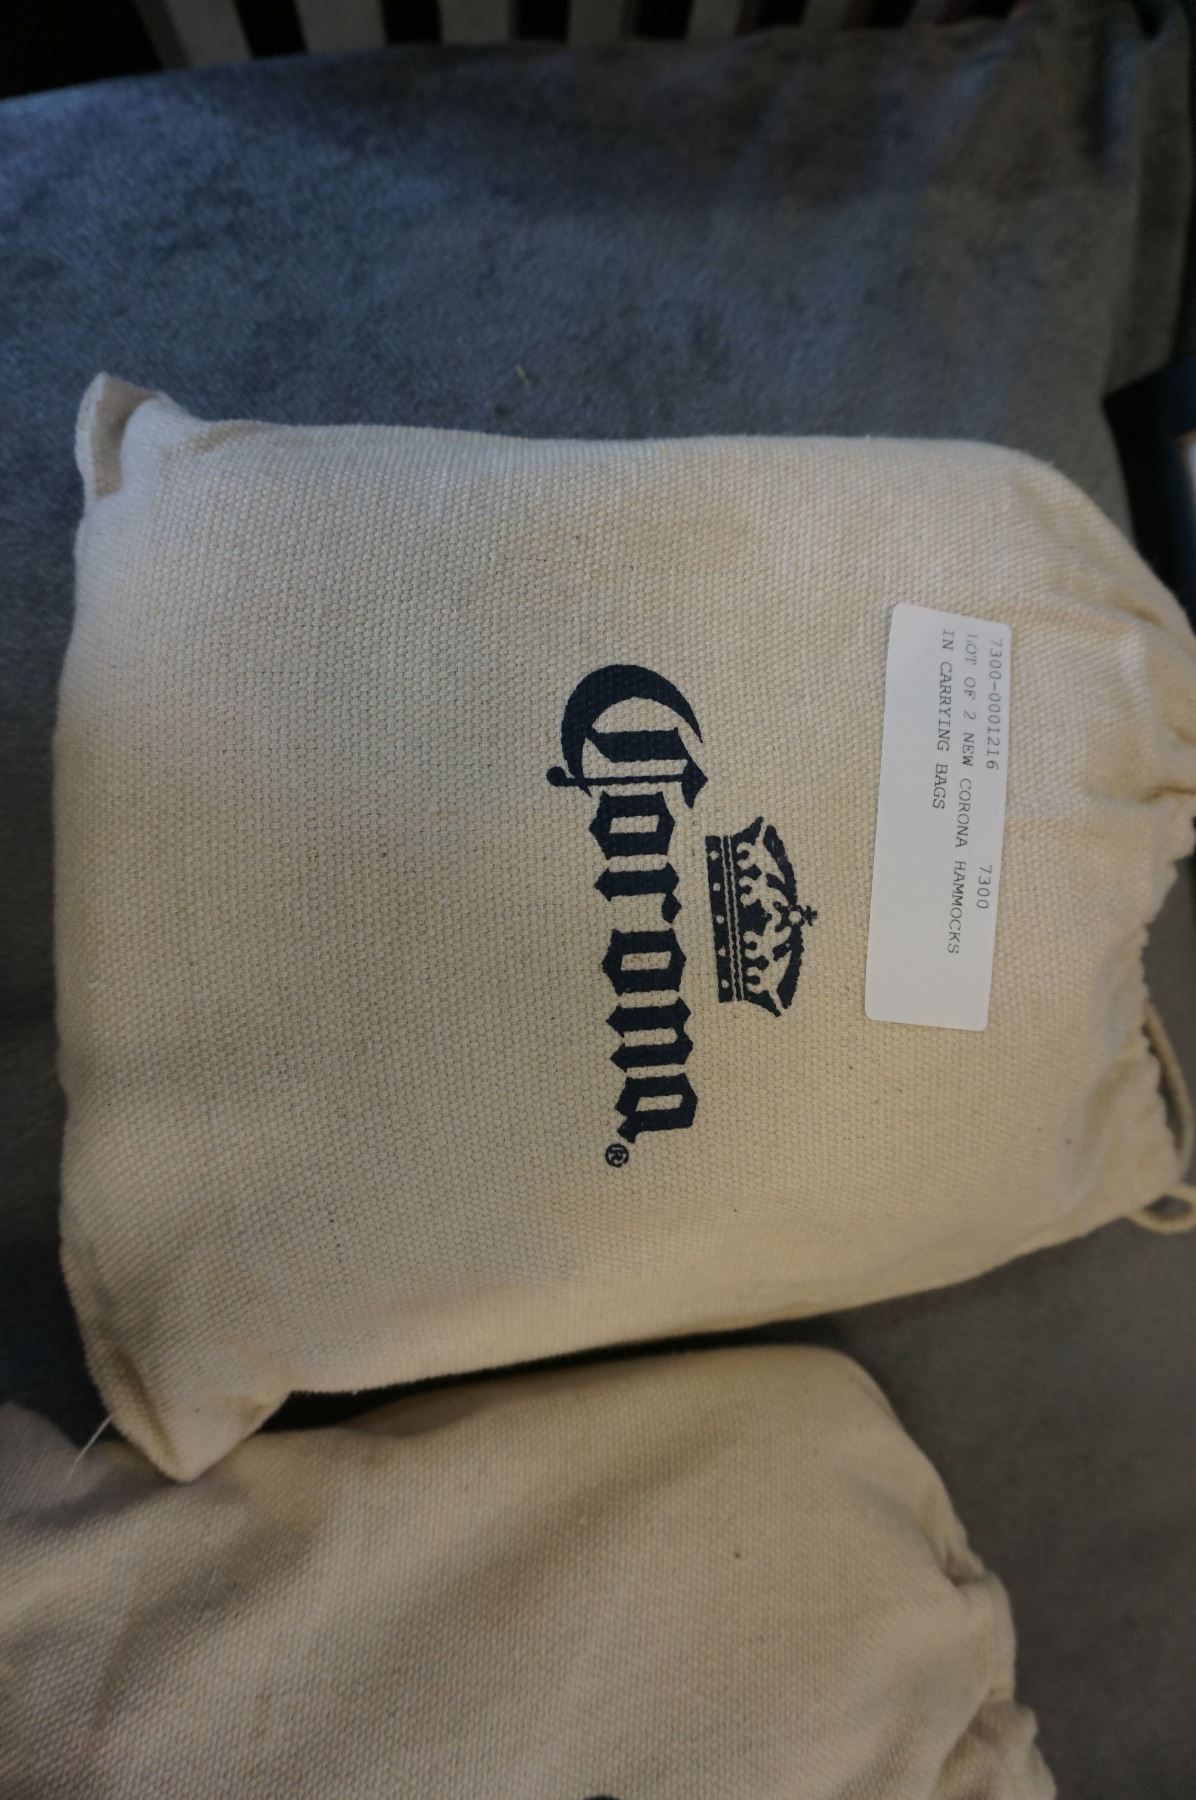 7300-0001216 7300
LOT OF 2 NEW CORONA HAMMOCKS
IN CARRYING BAGS
Corona®